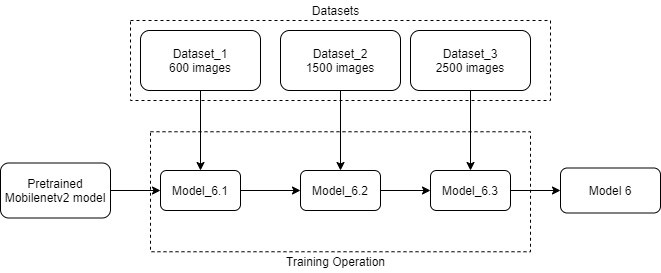 Datasets
Dataset_1
600 images
Dataset_2
1500 images
Dataset_3
2500 images
Pretrained
Mobilenetv2 model
Model_6.1
Model_6.2
Model_6.3
Model 6
Training Operation